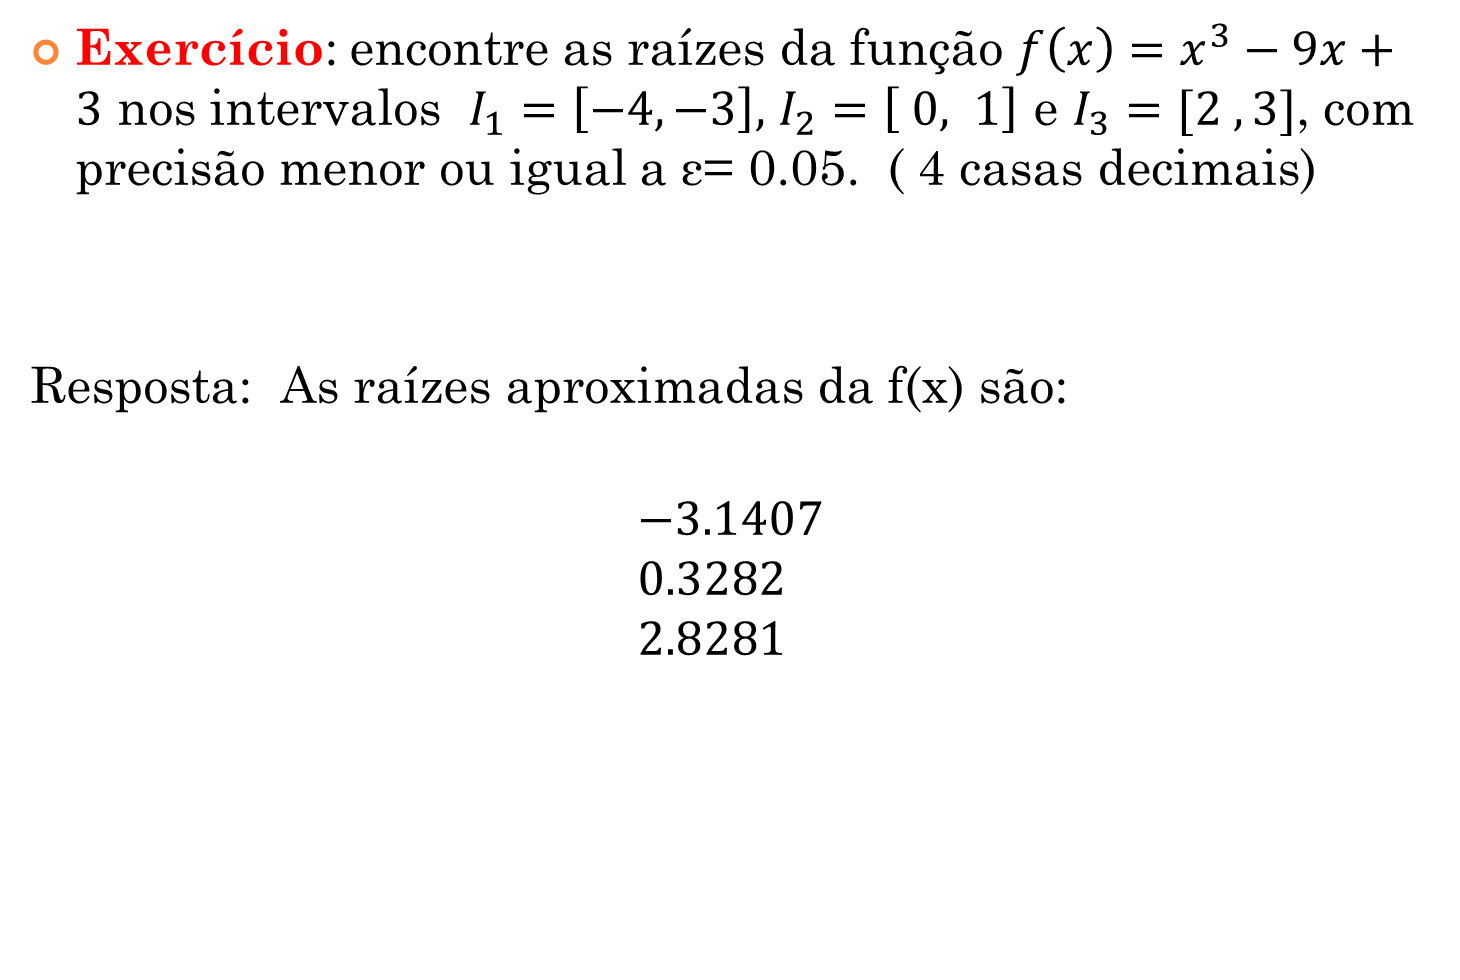 Exercício: encontre as raízes da função f(x) = x³ − 9x +
3 nos intervalos I₁ = [−4, −3], I₂ = [ 0, 1] e I₃ = [2 , 3], com
precisão menor ou igual a ε= 0.05. ( 4 casas decimais)
Resposta: As raízes aproximadas da f(x) são:
−3.1407
0.3282
2.8281